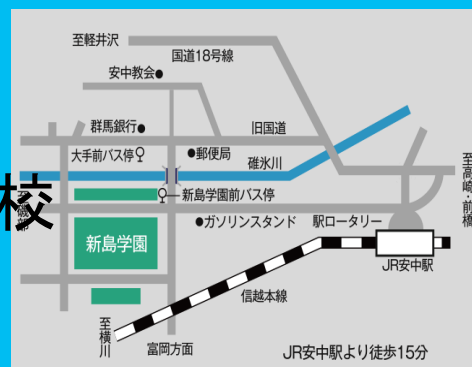 至軽井沢
国道18号線
安中教会
群馬銀行
旧国道
大手前バス停
郵便局
碓氷川
至高崎・前橋
校
新島学園前バス停
ガソリンスタンド
駅ロータリー
新島学園
JR安中駅
信越本線
至横川
富岡方面
JR安中駅より徒歩15分